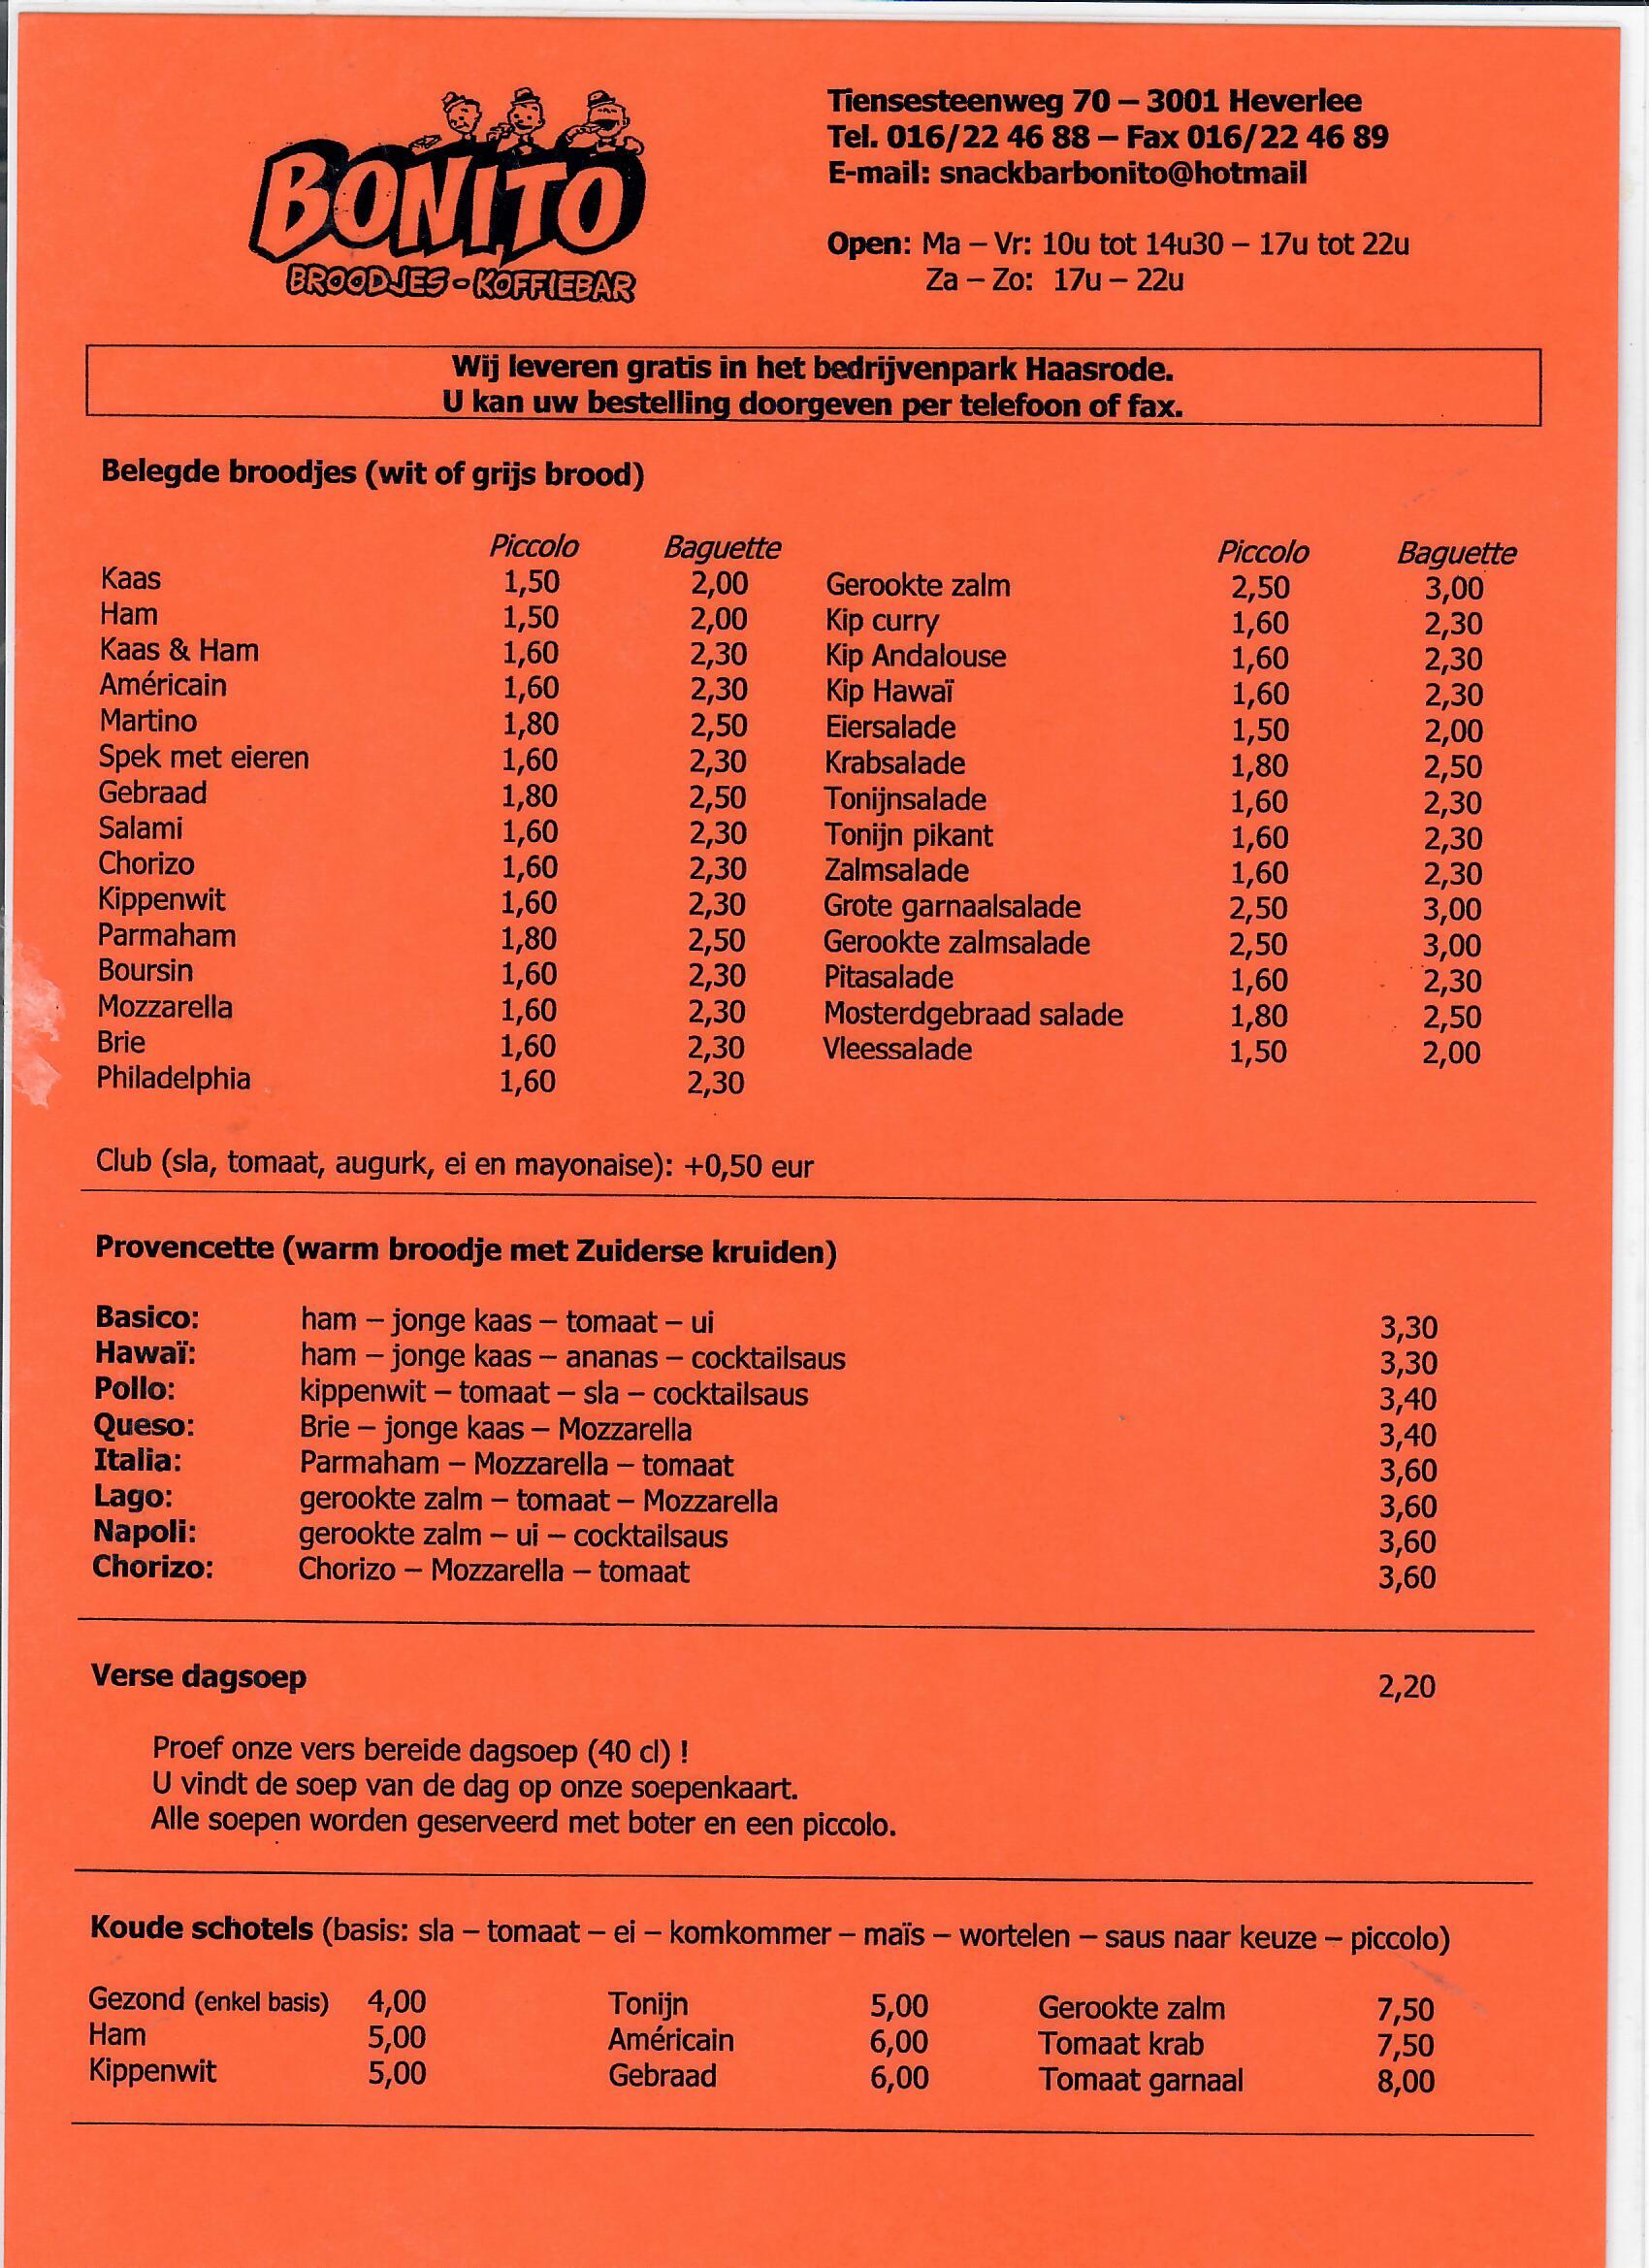 BONITO
BROODJES - KOFFIEBAR
Tiensesteenweg 70 – 3001 Heverlee
Tel. 016/22 46 88 – Fax 016/22 46 89
E-mail: snackbarbonito@hotmail
Open: Ma – Vr: 10u tot 14u30 – 17u tot 22u
Za – Zo: 17u – 22u
Wij leveren gratis in het bedrijvenpark Haasrode.
U kan uw bestelling doorgeven per telefoon of fax.
Belegde broodjes (wit of grijs brood)
Piccolo Baguette
Kaas 1,50 2,00
Ham 1,50 2,00
Kaas & Ham 1,60 2,30
Américain 1,60 2,30
Martino 1,80 2,50
Spek met eieren 1,60 2,30
Gebraad 1,80 2,50
Salami 1,60 2,30
Chorizo 1,60 2,30
Kippenwit 1,60 2,30
Parmaham 1,80 2,50
Boursin 1,60 2,30
Mozzarella 1,60 2,30
Brie 1,60 2,30
Philadelphia 1,60 2,30
Piccolo Baguette
Gerookte zalm 2,50 3,00
Kip curry 1,60 2,30
Kip Andalouse 1,60 2,30
Kip Hawaï 1,60 2,30
Eiersalade 1,50 2,00
Krabsalade 1,80 2,50
Tonijnsalade 1,60 2,30
Tonijn pikant 1,60 2,30
Zalmsalade 1,60 2,30
Grote garnaalsalade 2,50 3,00
Gerookte zalmsalade 2,50 3,00
Pitasalade 1,60 2,30
Mosterdgebraad salade 1,80 2,50
Vleessalade 1,50 2,00
Club (sla, tomaat, augurk, ei en mayonaise): +0,50 eur
Provencette (warm broodje met Zuiderse kruiden)
Basico: ham – jonge kaas – tomaat – ui 3,30
Hawaï: ham – jonge kaas – ananas – cocktailsaus 3,30
Pollo: kippenwit – tomaat – sla – cocktailsaus 3,40
Queso: Brie – jonge kaas – Mozzarella 3,40
Italia: Parmaham – Mozzarella – tomaat 3,60
Lago: gerookte zalm – tomaat – Mozzarella 3,60
Napoli: gerookte zalm – ui – cocktailsaus 3,60
Chorizo: Chorizo – Mozzarella – tomaat 3,60
Verse dagsoep 2,20
Proef onze vers bereide dagsoep (40 cl) !
U vindt de soep van de dag op onze soepenkaart.
Alle soepen worden geserveerd met boter en een piccolo.
Koude schotels (basis: sla – tomaat – ei – komkommer – maïs – wortelen – saus naar keuze – piccolo)
Gezond (enkel basis) 4,00 Tonijn 5,00 Gerookte zalm 7,50
Ham 5,00 Américain 6,00 Tomaat krab 7,50
Kippenwit 5,00 Gebraad 6,00 Tomaat garnaal 8,00